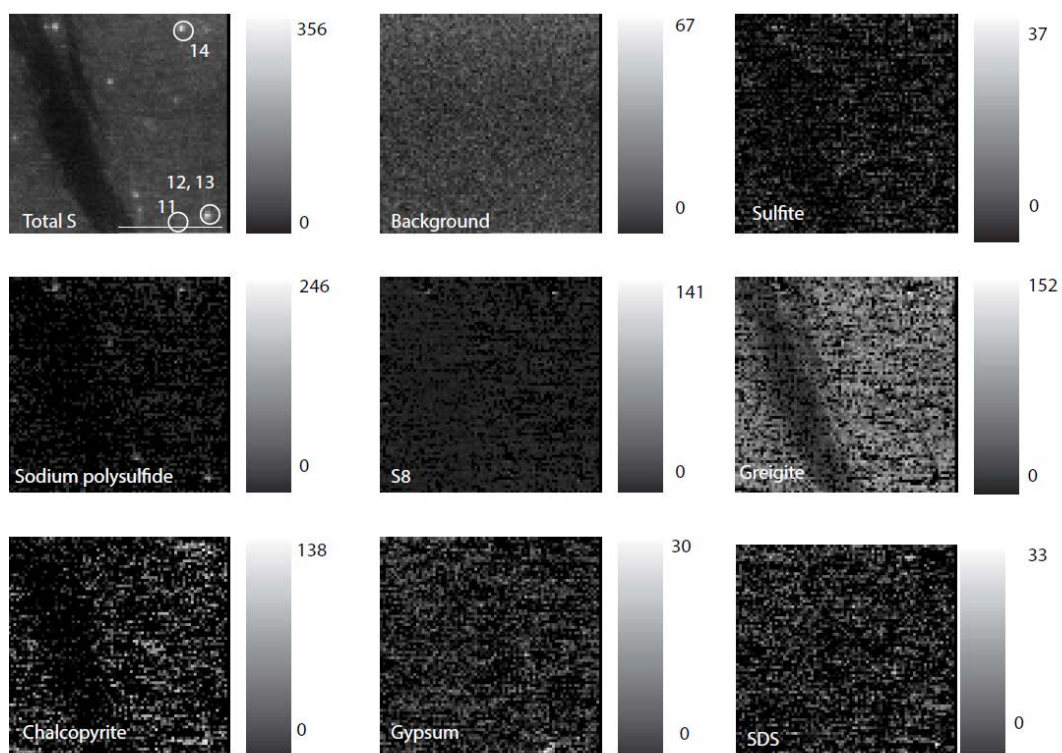 356
14
12, 13
11
Total S
0
67
Background
0
37
Sulfite
0
246
Sodium polysulfide
0
141
S8
0
152
Greigite
0
138
Chalcopyrite
0
30
Gypsum
0
33
SDS
0